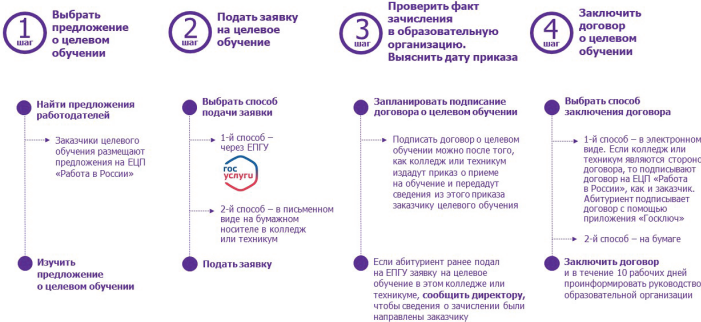 1
шаг
Выбрать
предложение
о целевом
обучении
Найти предложения
работодателей
Заказчики целевого
обучения размещают
предложения на ЕЦП
«Работа в России»
Изучить
предложение
о целевом обучении
2
шаг
Подать заявку
на целевое
обучение
Выбрать способ
подачи заявки
1-й способ –
через ЕПГУ
гос
услуги
2-й способ – в письменном
виде на бумажном
носителе в колледж
или техникум
Подать заявку
3
шаг
Проверить факт
зачисления
в образовательную
организацию.
Выяснить дату приказа
Запланировать подписание
договора о целевом обучении
Подписать договор о целевом
обучении можно после того,
как колледж или техникум
издадут приказ о приеме
на обучение и передадут
сведения из этого приказа
заказчику целевого обучения
Если абитуриент ранее подал
на ЕПГУ заявку на целевое
обучение в этом колледже или
техникуме, сообщить директору,
чтобы сведения о зачислении были
направлены заказчику
4
шаг
Заключить
договор
о целевом
обучении
Выбрать способ
заключения договора
1-й способ – в электронном
виде. Если колледж или
техникум являются стороно
договора, то подписывают
договор на ЕЦП «Работа
в России», как и заказчик.
Абитуриент подписывает
договор с помощью
приложения «Госключ»
2-й способ – на бумаге
Заключить договор
и в течение 10 рабочих дней
проинформировать руководство
образовательной организации